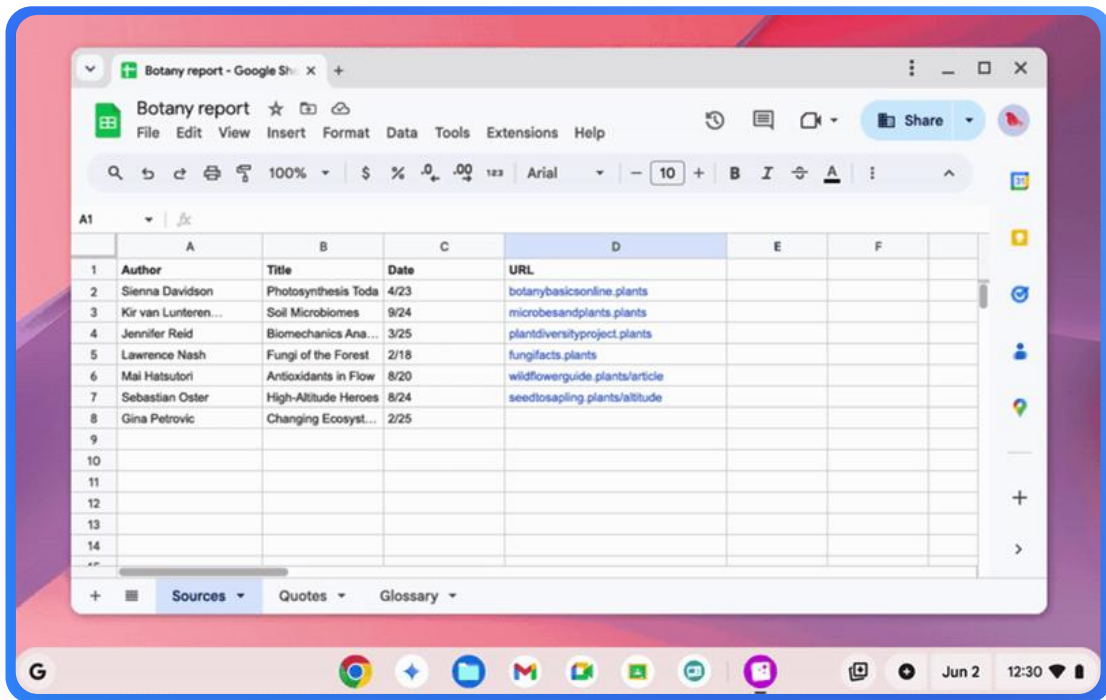 Botany report - Google Sh
Botany report
File Edit View Insert Format Data Tools Extensions Help
Share
100% $ % .0 .00 123 Arial 10 B I A
31
A1 fx
A B C D E F
1 Author Title Date URL
2 Sienna Davidson Photosynthesis Toda 4/23 botanybasicsonline.plants
3 Kir van Lunteren... Soil Microbiomes 9/24 microbesandplants.plants
4 Jennifer Reid Biomechanics Ana... 3/25 plantdiversityproject.plants
5 Lawrence Nash Fungi of the Forest 2/18 fungifacts.plants
6 Mai Hatsutori Antioxidants in Flow 8/20 wildflowerguide.plants/article
7 Sebastian Oster High-Altitude Heroes 8/24 seedtosapling.plants/altitude
8 Gina Petrovic Changing Ecosyst... 2/25
9
10
11
12
13
14
Sources Quotes Glossary
G Jun 2 12:30